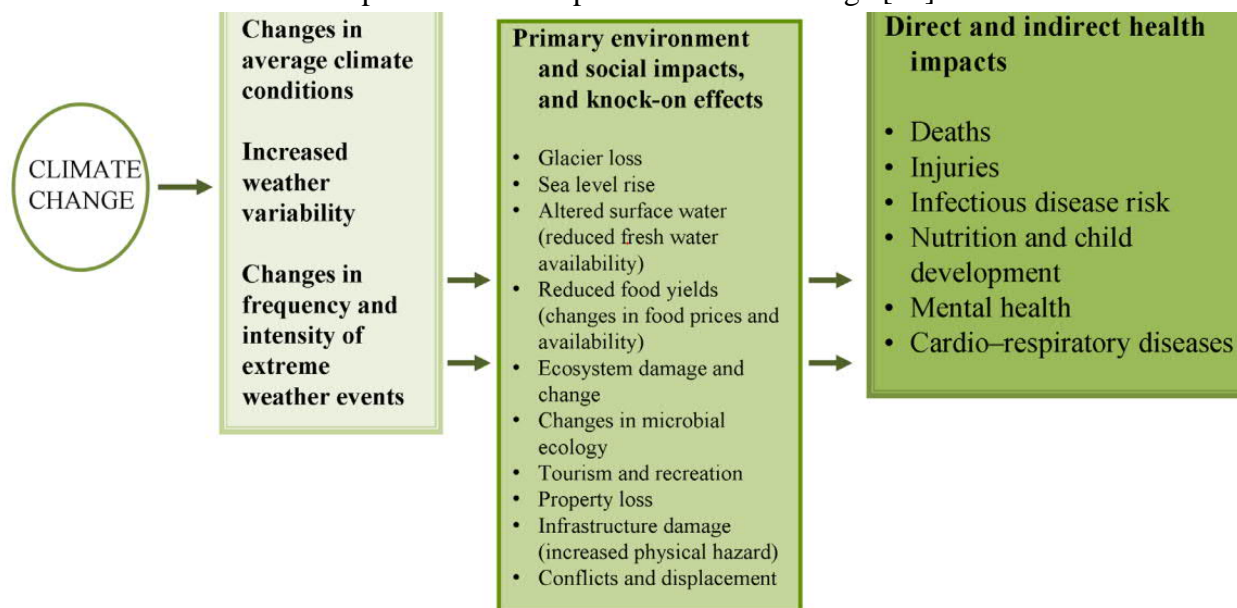 CLIMATE
CHANGE
Changes in
average climate
conditions
Increased
weather
variability
Changes in
frequency and
intensity of
extreme
weather events
Primary environment
and social impacts,
and knock-on effects
• Glacier loss
• Sea level rise
• Altered surface water
(reduced fresh water
availability)
• Reduced food yields
(changes in food prices and
availability)
• Ecosystem damage and
change
• Changes in microbial
ecology
• Tourism and recreation
• Property loss
• Infrastructure damage
(increased physical hazard)
• Conflicts and displacement
Direct and indirect health
impacts
• Deaths
• Injuries
• Infectious disease risk
• Nutrition and child
development
• Mental health
• Cardio–respiratory diseases